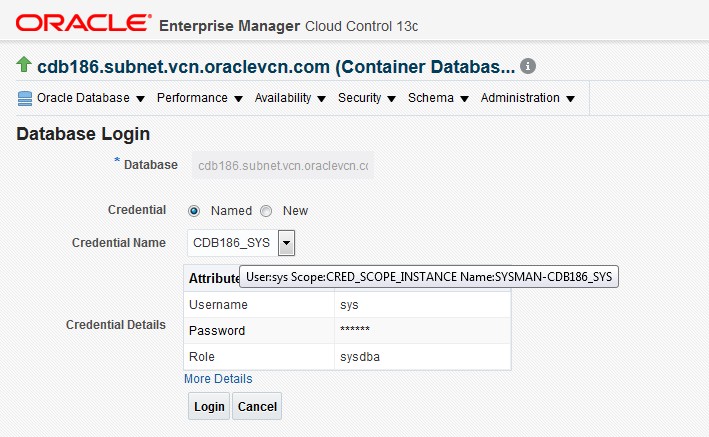 ORACLE® Enterprise Manager Cloud Control 13c
cdb186.subnet.vcn.oraclevcn.com (Container Databas... i
Oracle Database Performance Availability Security Schema Administration
Database Login
* Database cdb186.subnet.vcn.oraclevcn.cc
Credential Named New
Credential Name CDB186_SYS
Attribute User:sys Scope:CRED_SCOPE_INSTANCE Name:SYSMAN-CDB186_SYS
Username sys
Credential Details
Password ******
Role sysdba
More Details
Login Cancel